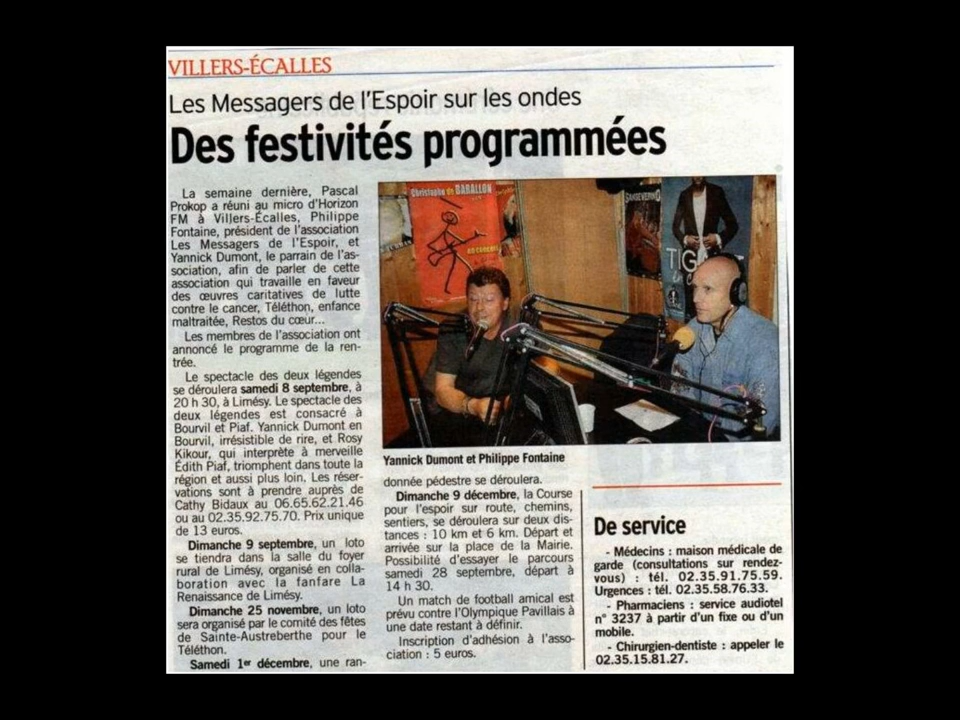 VILLERS-ÉCALLES
Les Messagers de l'Espoir sur les ondes
Des festivités programmées
La semaine dernière, Pascal
Prokop a réuni au micro d'Horizon
FM à Villers-Écalles, Philippe
Fontaine, président de l'association
Les Messagers de l'Espoir, et
Yannick Dumont, le parrain de l'as-
sociation, afin de parler de cette
association qui travaille en faveur
des œuvres caritatives de lutte
contre le cancer, Téléthon, enfance
maltraitée, Restos du cœur...
Les membres de l'association ont
annoncé le programme de la ren-
trée.
Le spectacle des deux légendes
se déroulera samedi 8 septembre, à
20 h 30, à Limésy. Le spectacle des
deux légendes est consacré à
Bourvil et Piaf. Yannick Dumont en
Bourvil, irrésistible de rire, et Rosy
Kikour, qui interprète à merveille
Édith Piaf, triomphent dans toute la
région et aussi plus loin. Les réser-
vations sont à prendre auprès de
Cathy Bidaux au 06.65.62.21.46
ou au 02.35.92.75.70. Prix unique
de 13 euros.
Dimanche 9 septembre, un loto
se tiendra dans la salle du foyer
rural de Limésy, organisé en colla-
boration avec la fanfare La
Renaissance de Limésy.
Dimanche 25 novembre, un loto
sera organisé par le comité des fêtes
de Sainte-Austreberthe pour le
Téléthon.
Samedi 1er décembre, une ran-
Christophe de BARALLON
EN CONCERT
SANSEVERINO
Yannick Dumont et Philippe Fontaine
donnée pédestre se déroulera.
Dimanche 9 décembre, la Course
pour l'espoir sur route, chemins,
sentiers, se déroulera sur deux dis-
tances : 10 km et 6 km. Départ et
arrivée sur la place de la Mairie.
Possibilité d'essayer le parcours
samedi 28 septembre, départ à
14 h 30.
Un match de football amical est
prévu contre l'Olympique Pavillais à
une date restant à définir.
Inscription d'adhésion à l'asso-
ciation : 5 euros.
De service
- Médecins : maison médicale de
garde (consultations sur rendez-
vous) : tél. 02.35.91.75.59.
Urgences : tél. 02.35.58.76.33.
- Pharmaciens : service audiotel
n° 3237 à partir d'un fixe ou d'un
mobile.
- Chirurgien-dentiste : appeler le
02.35.15.81.27.